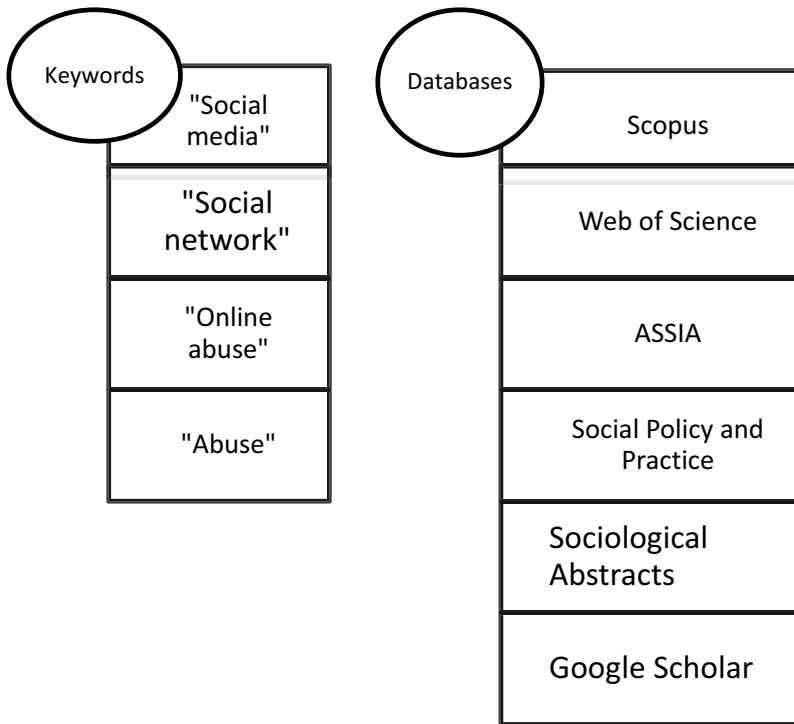 Keywords
"Social
media"
"Social
network"
"Online
abuse"
"Abuse"
Databases
Scopus
Web of Science
ASSIA
Social Policy and
Practice
Sociological
Abstracts
Google Scholar